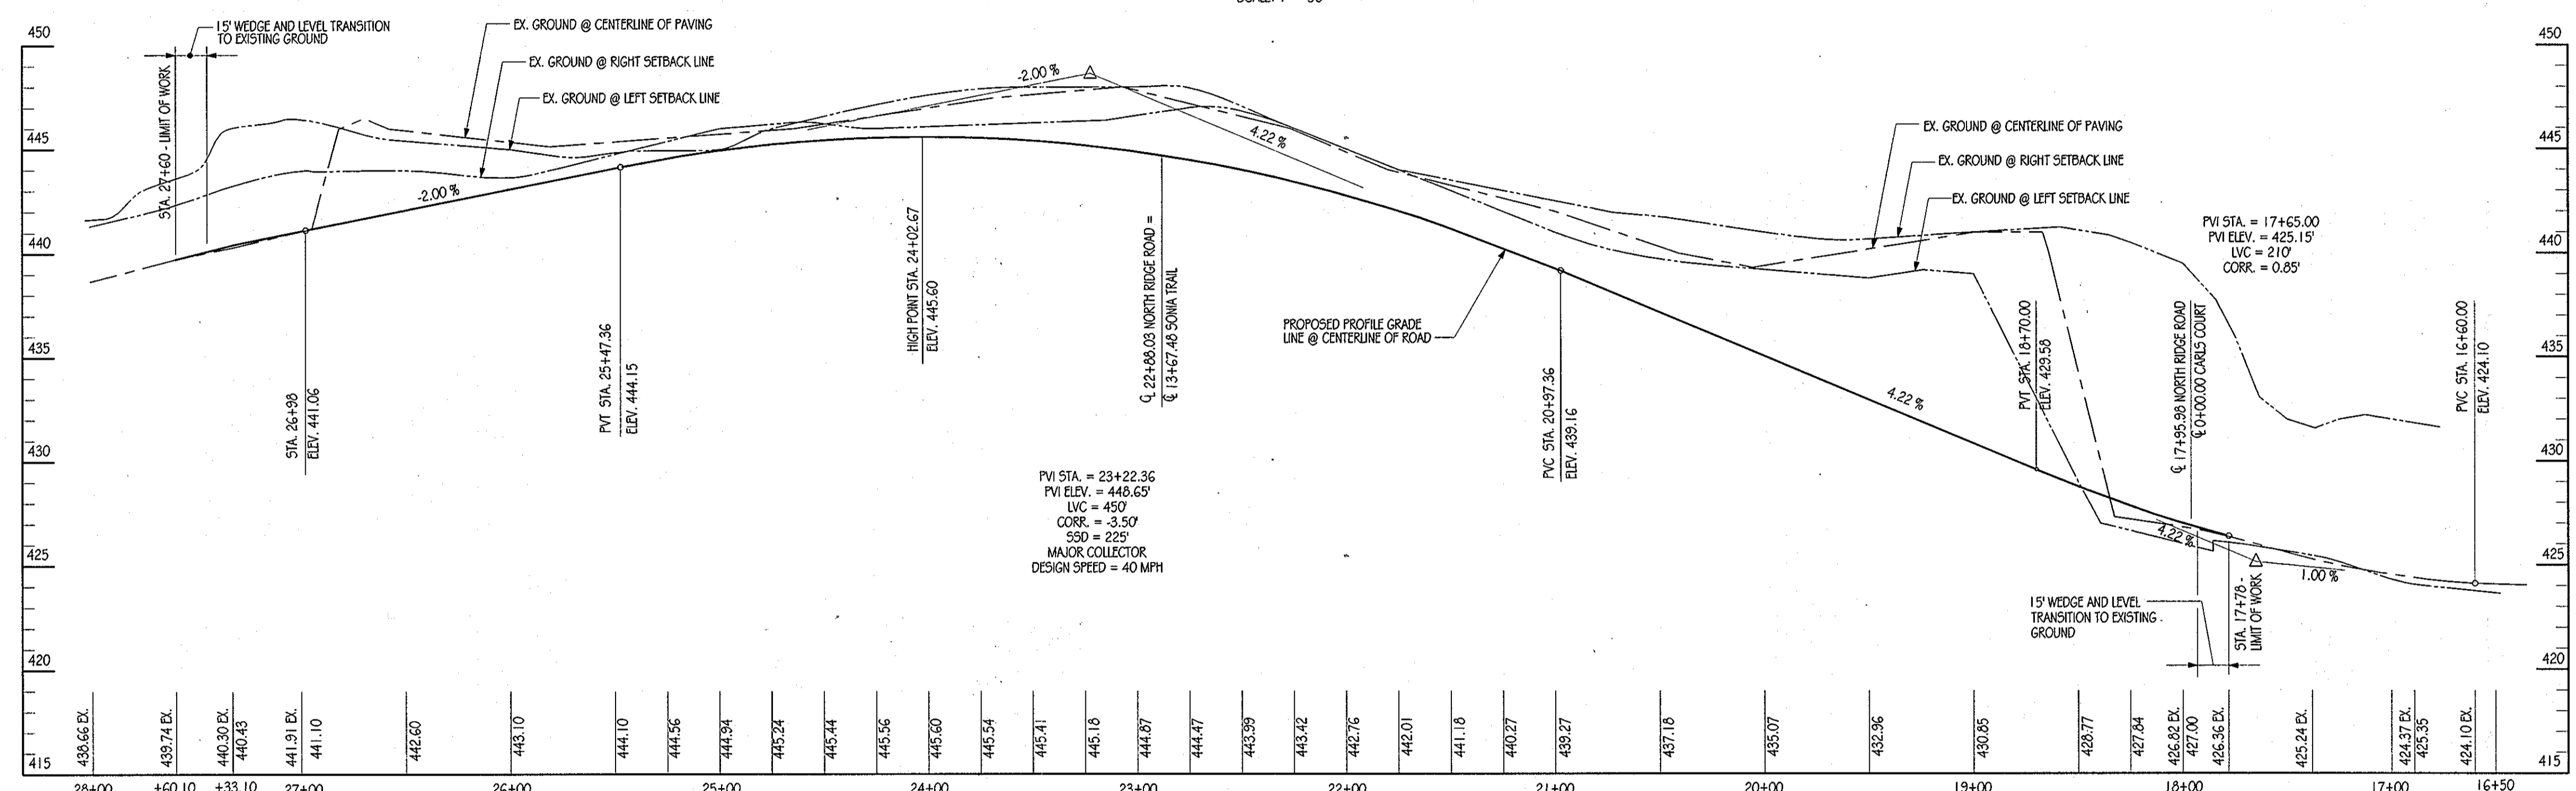 450
450
15' WEDGE AND LEVEL TRANSITION
TO EXISTING GROUND
EX. GROUND @ CENTERLINE OF PAVING
EX. GROUND @ RIGHT SETBACK LINE
EX. GROUND @ LEFT SETBACK LINE
STA. 27+60 - LIMIT OF WORK
-2.00 %
4.22 %
445
445
EX. GROUND @ CENTERLINE OF PAVING
EX. GROUND @ RIGHT SETBACK LINE
EX. GROUND @ LEFT SETBACK LINE
-2.00 %
440
440
PVI STA. = 17+65.00
PVI ELEV. = 425.15'
LVC = 210'
CORR. = 0.85'
STA. 26+98
ELEV. 441.06
PVT STA. 25+47.36
ELEV. 444.15
HIGH POINT STA. 24+02.67
ELEV. 445.60
℄ 22+88.03 NORTH RIDGE ROAD =
℄ 13+67.48 SONIA TRAIL
PROPOSED PROFILE GRADE
LINE @ CENTERLINE OF ROAD
PVC STA. 20+97.36
ELEV. 439.16
4.22 %
PVT STA. 18+70.00
ELEV. 429.58
℄ 17+95.98 NORTH RIDGE ROAD
℄ 0+00.00 CARLS COURT
PVC STA. 16+60.00
ELEV. 424.10
435
435
430
430
PVI STA. = 23+22.36
PVI ELEV. = 448.65'
LVC = 450'
CORR. = -3.50'
SSD = 225'
MAJOR COLLECTOR
DESIGN SPEED = 40 MPH
425
425
4.22 %
1.00 %
15' WEDGE AND LEVEL
TRANSITION TO EXISTING
GROUND
STA. 17+78 -
LIMIT OF WORK
420
420
438.66 EX.
439.74 EX.
440.30 EX.
440.43
441.91 EX.
441.10
442.60
443.10
444.10
444.56
444.94
445.24
445.44
445.56
445.60
445.54
445.41
445.18
444.87
444.47
443.99
443.42
442.76
442.01
441.18
440.27
439.27
437.18
435.07
432.96
430.85
428.77
427.84
426.82 EX.
427.00
426.36 EX.
425.24 EX.
424.37 EX.
425.35
424.10 EX.
415
415
28+00
+60.10
+33.10
27+00
26+00
25+00
24+00
23+00
22+00
21+00
20+00
19+00
18+00
17+00
16+50